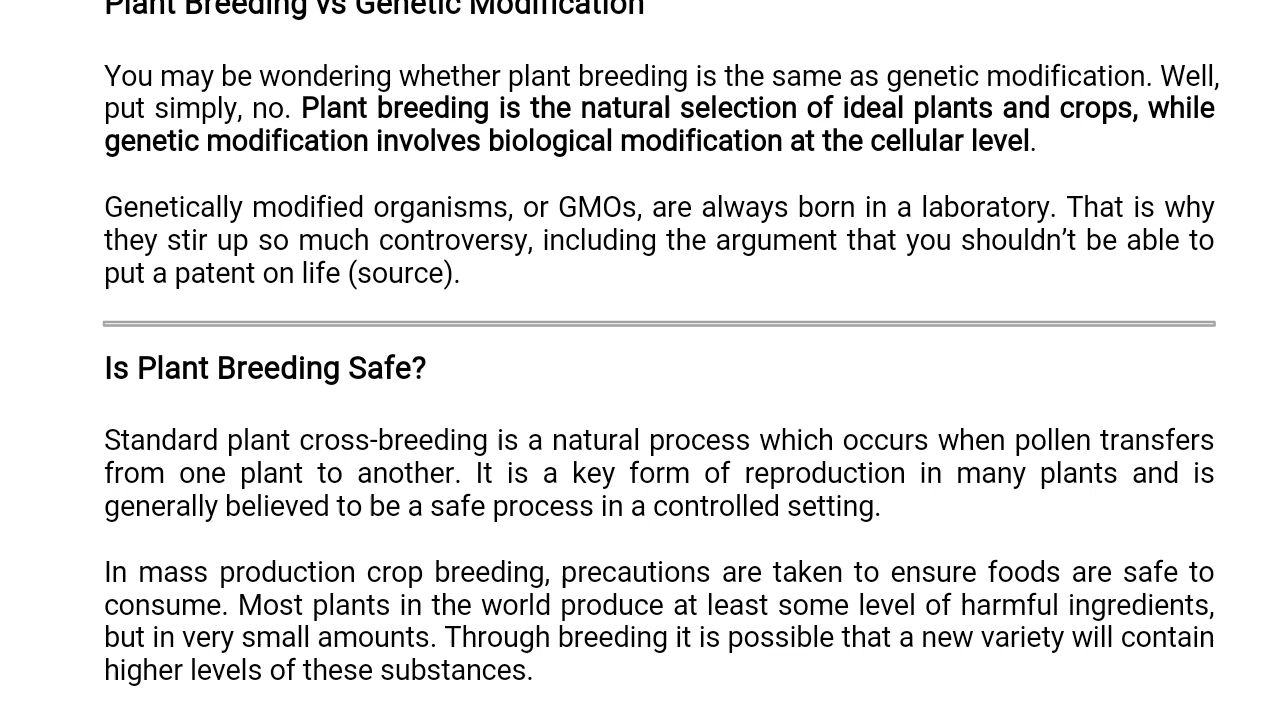 Plant Breeding vs Genetic Modification
You may be wondering whether plant breeding is the same as genetic modification. Well,
put simply, no. Plant breeding is the natural selection of ideal plants and crops, while
genetic modification involves biological modification at the cellular level.
Genetically modified organisms, or GMOs, are always born in a laboratory. That is why
they stir up so much controversy, including the argument that you shouldn’t be able to
put a patent on life (source).
Is Plant Breeding Safe?
Standard plant cross-breeding is a natural process which occurs when pollen transfers
from one plant to another. It is a key form of reproduction in many plants and is
generally believed to be a safe process in a controlled setting.
In mass production crop breeding, precautions are taken to ensure foods are safe to
consume. Most plants in the world produce at least some level of harmful ingredients,
but in very small amounts. Through breeding it is possible that a new variety will contain
higher levels of these substances.